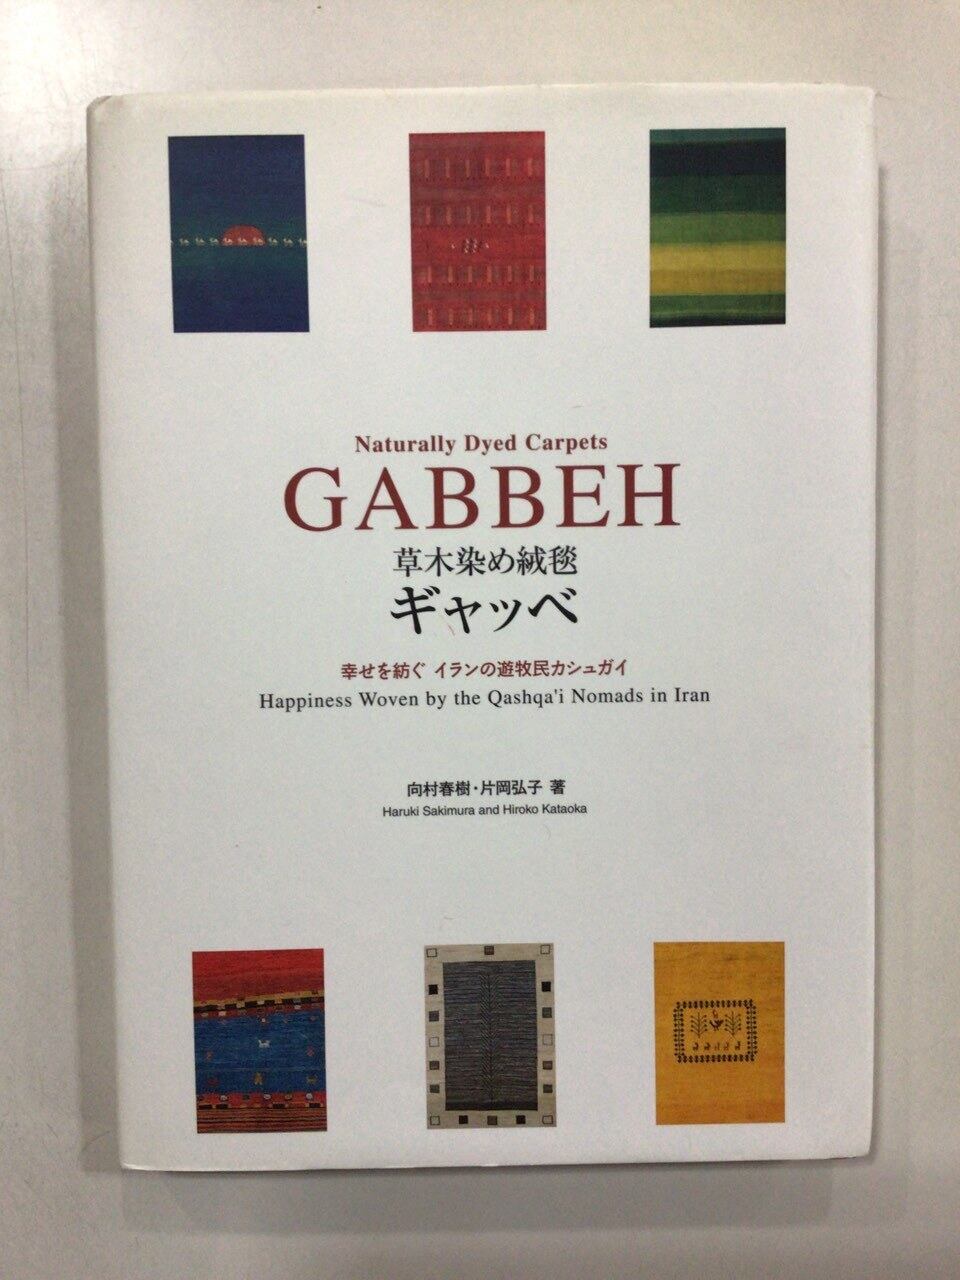 Naturally Dyed Carpets
GABBEH
草木染め絨毯
ギャッベ
幸せを紡ぐ イランの遊牧民カシュガイ
Happiness Woven by the Qashqa'i Nomads in Iran
向村春樹・片岡弘子 著
Haruki Sakimura and Hiroko Kataoka